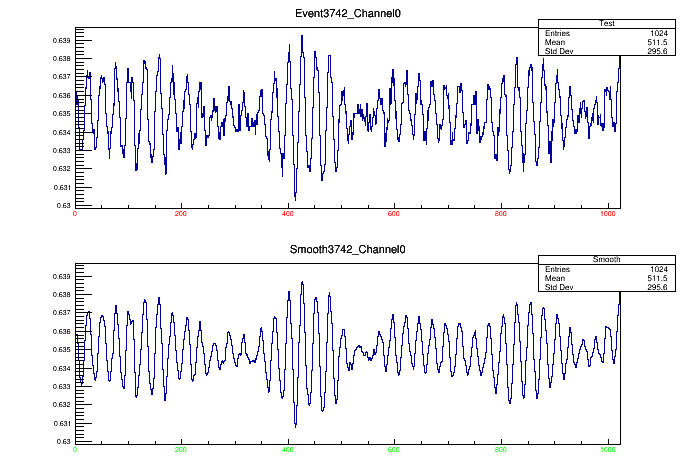 Event3742_Channel0
Test
Entries 1024
Mean 511.5
Std Dev 295.6
0.639
0.638
0.637
0.636
0.635
0.634
0.633
0.632
0.631
0.63
0 200 400 600 800 1000
Smooth3742_Channel0
Smooth
Entries 1024
Mean 511.5
Std Dev 295.6
0.639
0.638
0.637
0.636
0.635
0.634
0.633
0.632
0.631
0.63
0 200 400 600 800 1000